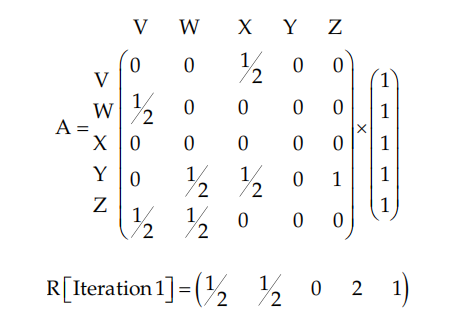 V W X Y Z
V 0 0 1/2 0 0 1
W 1/2 0 0 0 0 1
A = X 0 0 0 0 0 × 1
Y 0 1/2 1/2 0 1 1
Z 1/2 1/2 0 0 0 1
R[Iteration 1] = (1/2 1/2 0 2 1)